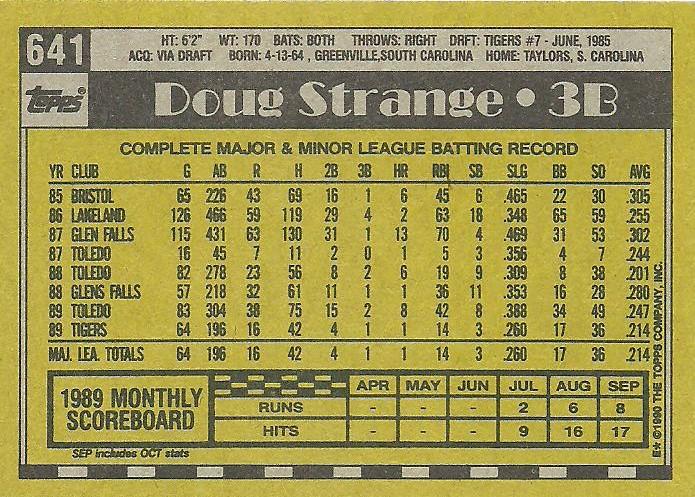 641
HT: 6'2" WT: 170 BATS: BOTH THROWS: RIGHT DRFT: TIGERS #7 - JUNE, 1985
ACQ: VIA DRAFT BORN: 4-13-64 , GREENVILLE,SOUTH CAROLINA HOME: TAYLORS, S. CAROLINA
topps
Doug Strange • 3B
COMPLETE MAJOR & MINOR LEAGUE BATTING RECORD
YR CLUB G AB R H 2B 3B HR RBI SB SLG BB SO AVG
85 BRISTOL 65 226 43 69 16 1 6 45 6 .465 22 30 .305
86 LAKELAND 126 466 59 119 29 4 2 63 18 .348 65 59 .255
87 GLEN FALLS 115 431 63 130 31 1 13 70 4 .469 31 53 .302
87 TOLEDO 16 45 7 11 2 0 1 5 3 .356 4 7 .244
88 TOLEDO 82 278 23 56 8 2 6 19 9 .309 8 38 .201
88 GLENS FALLS 57 218 32 61 11 1 1 36 11 .353 16 28 .280
89 TOLEDO 83 304 38 75 15 2 8 42 8 .388 34 49 .247
89 TIGERS 64 196 16 42 4 1 1 14 3 .260 17 36 .214
MAJ. LEA. TOTALS 64 196 16 42 4 1 1 14 3 .260 17 36 .214
1989 MONTHLY SCOREBOARD
APR MAY JUN JUL AUG SEP
RUNS - - - 2 6 8
HITS - - - 9 16 17
SEP includes OCT stats
E* © 1990 THE TOPPS COMPANY, INC.